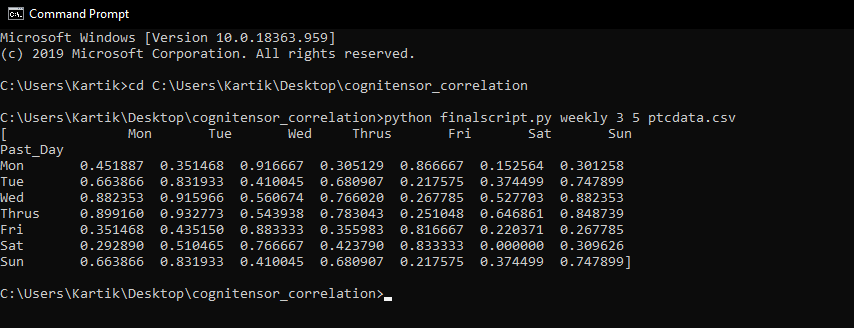 Command Prompt
Microsoft Windows [Version 10.0.18363.959]
(c) 2019 Microsoft Corporation. All rights reserved.
C:\Users\Kartik>cd C:\Users\Kartik\Desktop\cognitensor_correlation
C:\Users\Kartik\Desktop\cognitensor_correlation>python finalscript.py weekly 3 5 ptcdata.csv
[ Mon Tue Wed Thrus Fri Sat Sun
Past_Day
Mon 0.451887 0.351468 0.916667 0.305129 0.866667 0.152564 0.301258
Tue 0.663866 0.831933 0.410045 0.680907 0.217575 0.374499 0.747899
Wed 0.882353 0.915966 0.560674 0.766020 0.267785 0.527703 0.882353
Thrus 0.899160 0.932773 0.543938 0.783043 0.251048 0.646861 0.848739
Fri 0.351468 0.435150 0.883333 0.355983 0.816667 0.220371 0.267785
Sat 0.292890 0.510465 0.766667 0.423790 0.833333 0.000000 0.309626
Sun 0.663866 0.831933 0.410045 0.680907 0.217575 0.374499 0.747899]
C:\Users\Kartik\Desktop\cognitensor_correlation>